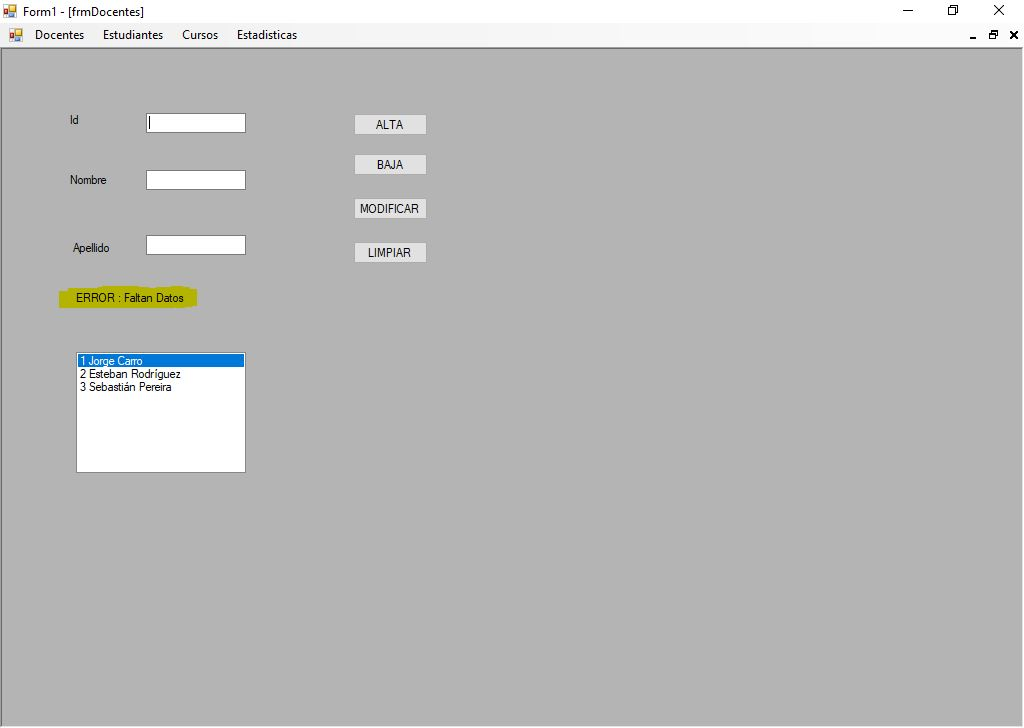 Form1 - [frmDocentes]
Docentes Estudiantes Cursos Estadisticas
Id
ALTA
BAJA
Nombre
MODIFICAR
Apellido
LIMPIAR
ERROR : Faltan Datos
1 Jorge Carro
2 Esteban Rodríguez
3 Sebastián Pereira